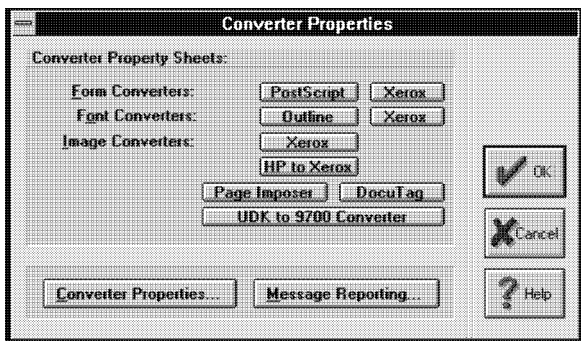 Converter Properties
Converter Property Sheets:
Form Converters: PostScript Xerox
Font Converters: Outline Xerox
Image Converters: Xerox
HP to Xerox
Page Imposer DocuTag
UDK to 9700 Converter
OK
Cancel
Converter Properties... Message Reporting...
Help